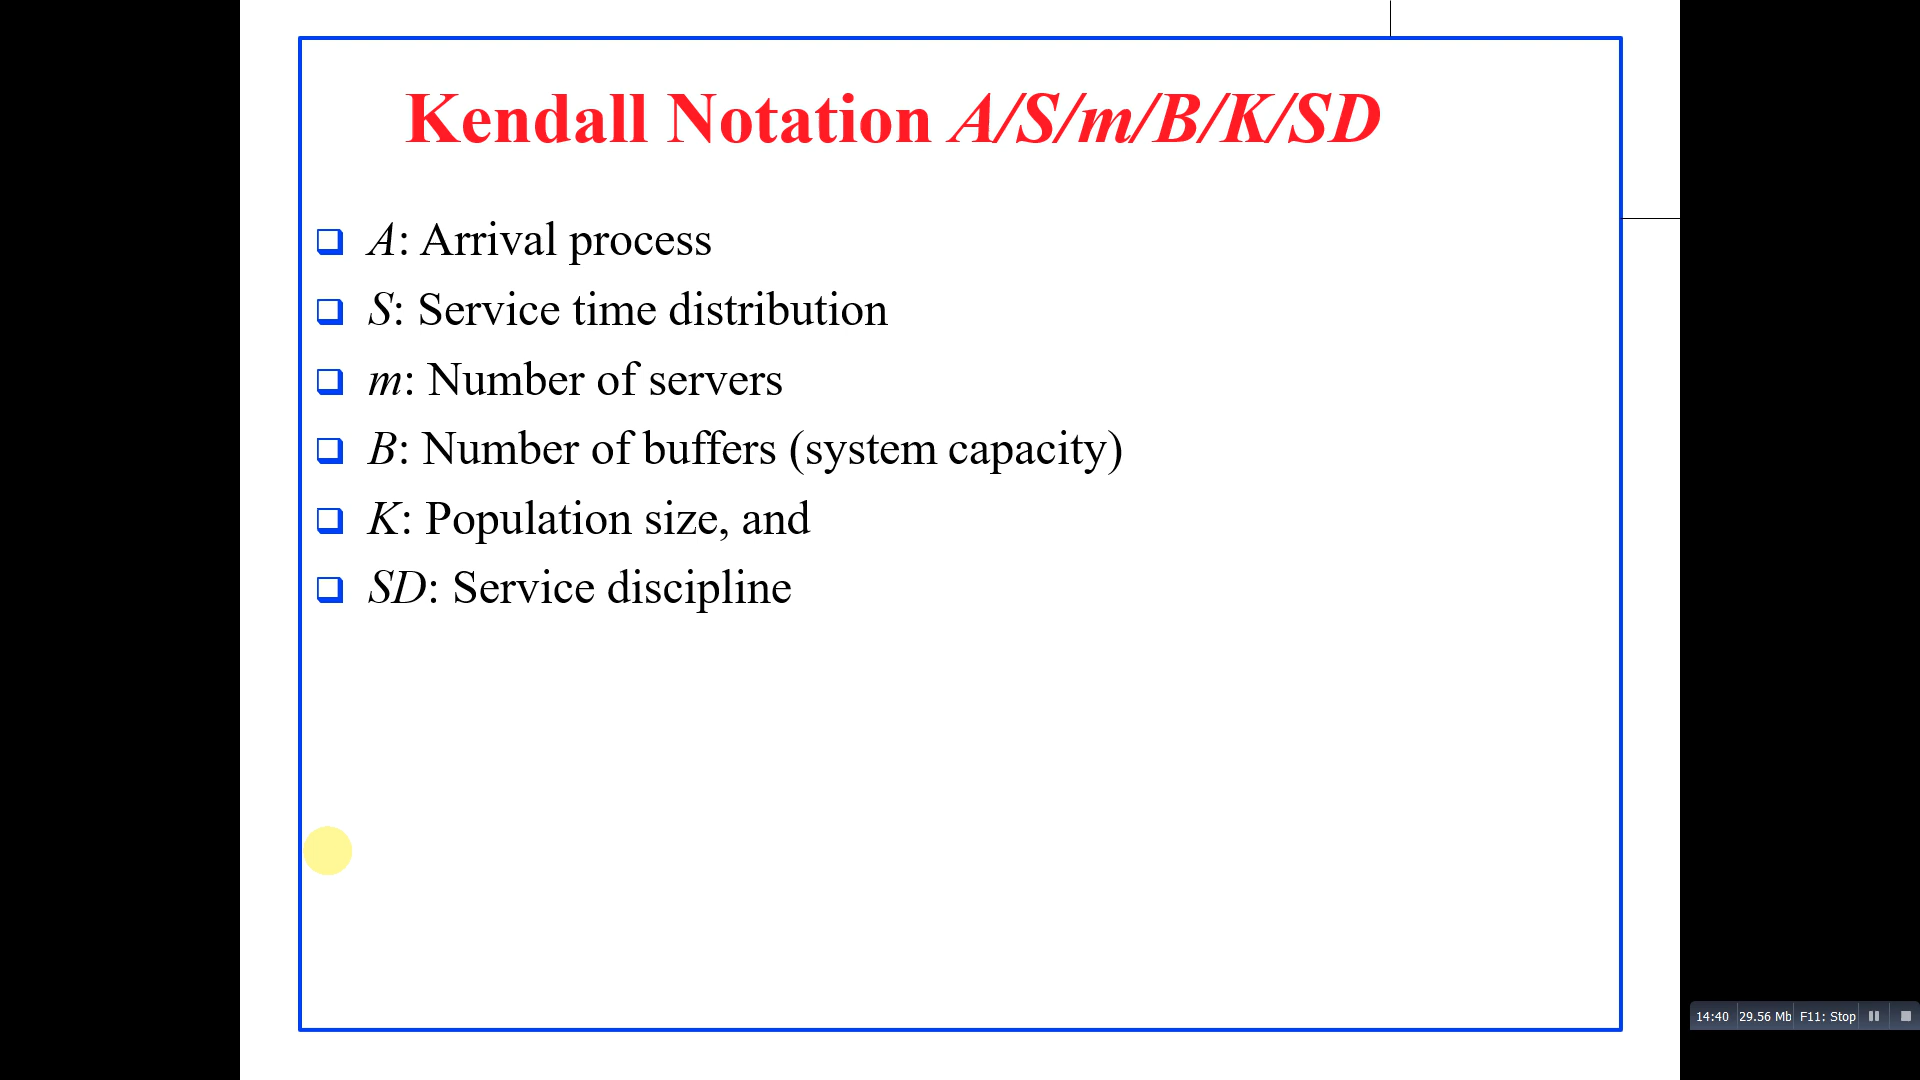 Kendall Notation A/S/m/B/K/SD
A: Arrival process
S: Service time distribution
m: Number of servers
B: Number of buffers (system capacity)
K: Population size, and
SD: Service discipline
14:40 29.56 Mb F11: Stop